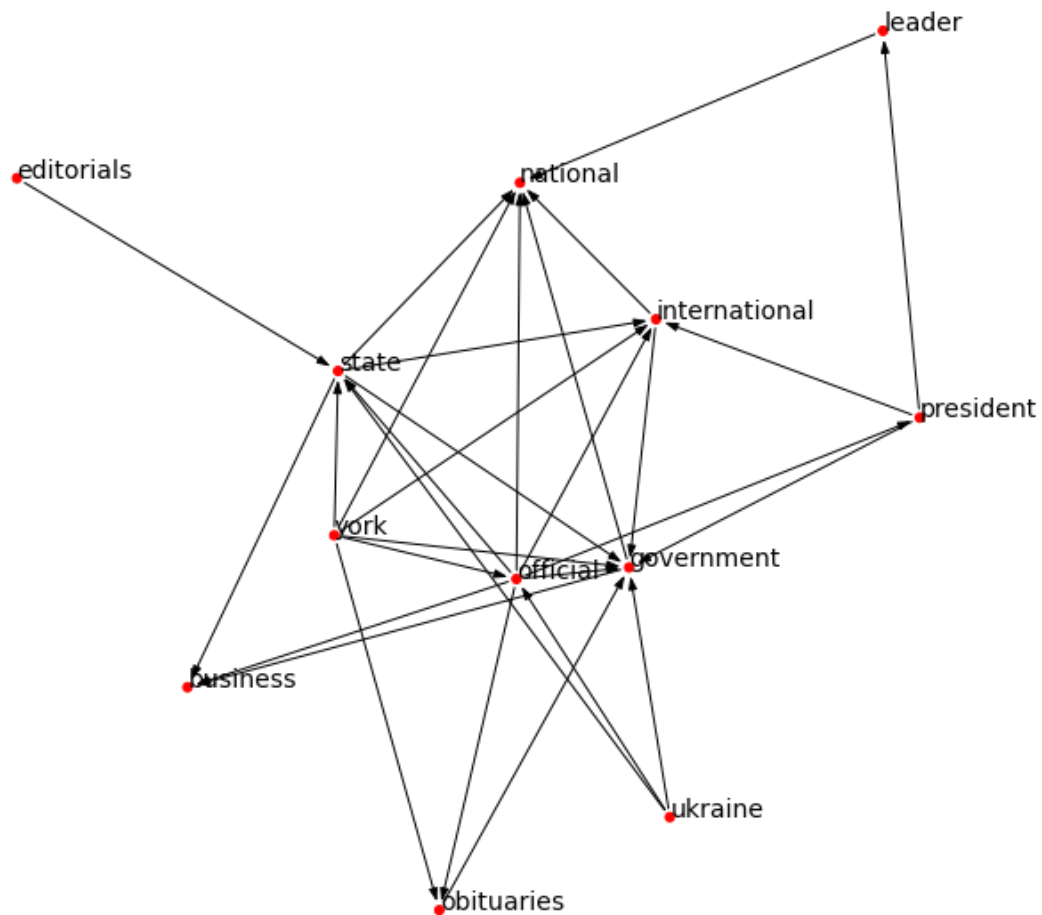 leader
editorials
national
international
state
president
york
government
official
business
ukraine
obituaries